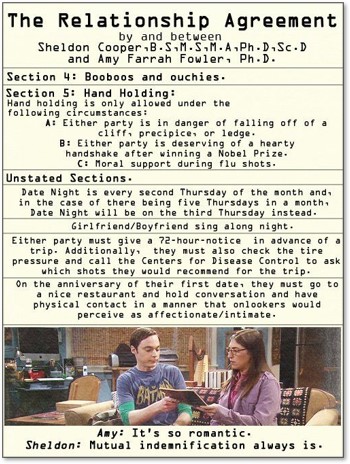 The Relationship Agreement
by and between
Sheldon Cooper,B.S,M.S,M.A,Ph.D,Sc.D
and Amy Farrah Fowler, Ph.D.
Section 4: Booboos and ouchies.
Section 5: Hand Holding:
Hand holding is only allowed under the
following circumstances:
A: Either party is in danger of falling off of a
cliff, precipice, or ledge.
B: Either party is deserving of a hearty
handshake after winning a Nobel Prize.
C: Moral support during flu shots.
Unstated Sections.
Date Night is every second Thursday of the month and,
in the case of there being five Thursdays in a month,
Date Night will be on the third Thursday instead.
Girlfriend/Boyfriend sing along night.
Either party must give a 72-hour-notice in advance of a
trip. Additionally, they must also check the tire
pressure and call the Centers for Disease Control to ask
which shots they would recommend for the trip.
On the anniversary of their first date, they must go to
a nice restaurant and hold conversation and have
physical contact in a manner that onlookers would
perceive as affectionate/intimate.
BATMAN
Amy: It's so romantic.
Sheldon: Mutual indemnification always is.